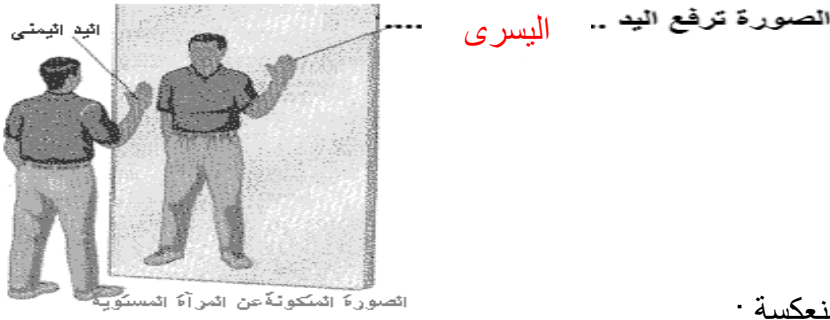 الصورة ترفع اليد .. اليسرى ....
اليد اليمنى
الصورة المتكونة عن المرآة المستوية
نعكسة .